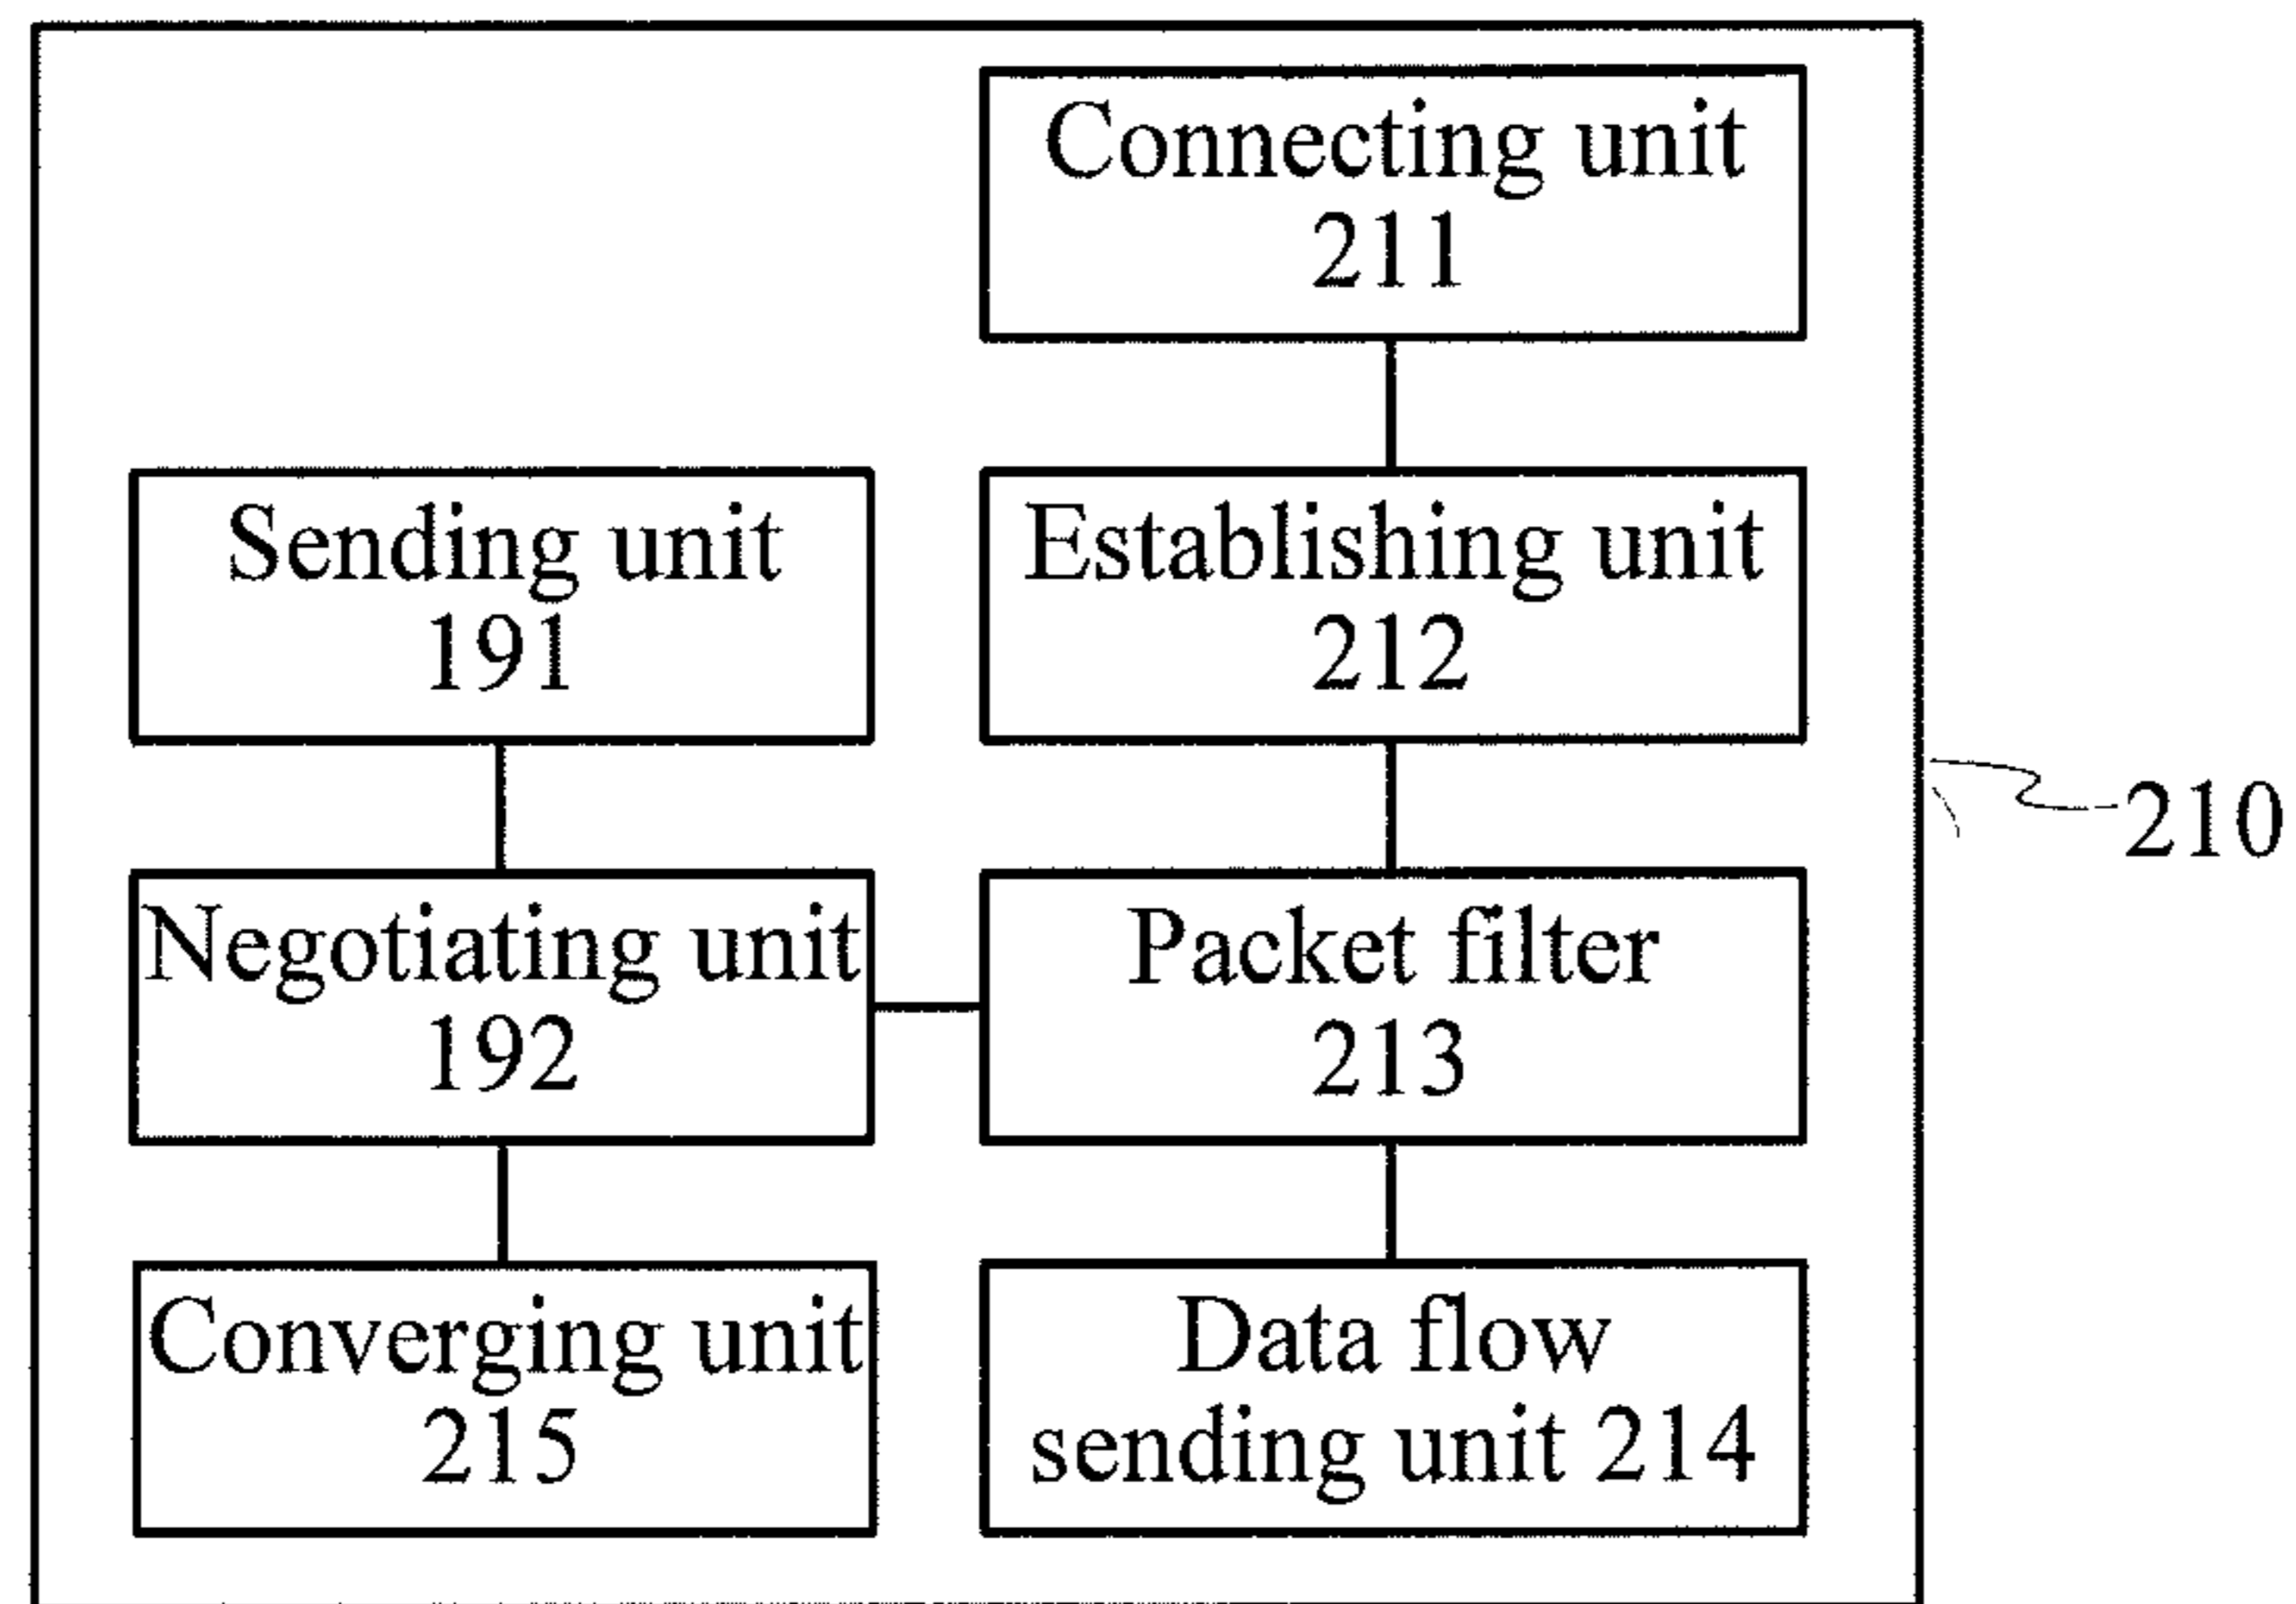 Connecting unit
211
Sending unit
191
Establishing unit
212
Negotiating unit
192
Packet filter
213
Converging unit
215
Data flow
sending unit 214
210